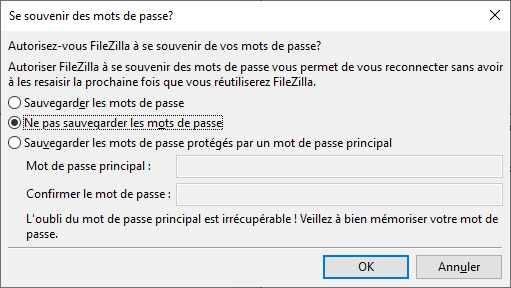 Se souvenir des mots de passe?
Autorisez-vous FileZilla à se souvenir de vos mots de passe?
Autoriser FileZilla à se souvenir des mots de passe vous permet de vous reconnecter sans avoir
à les resaisir la prochaine fois que vous réutiliserez FileZilla.
Sauvegarder les mots de passe
Ne pas sauvegarder les mots de passe
Sauvegarder les mots de passe protégés par un mot de passe principal
Mot de passe principal :
Confirmer le mot de passe :
L'oubli du mot de passe principal est irrécupérable ! Veillez à bien mémoriser votre mot de
passe.
OK
Annuler